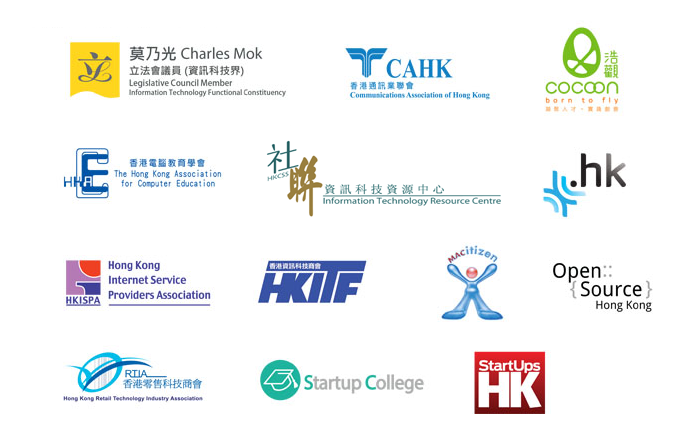 立
莫乃光 Charles Mok
立法會議員 (資訊科技界)
Legislative Council Member
Information Technology Functional Constituency
CAHK
香港通訊業聯會
Communications Association of Hong Kong
浩觀
cocoon
born to fly
HKACE
香港電腦教育學會
The Hong Kong Association
for Computer Education
社聯
HKCSS
資訊科技資源中心
Information Technology Resource Centre
.hk
HKISPA
Hong Kong
Internet Service
Providers Association
香港資訊科技商會
HKITF
MACitizen
Open::
{Source}
Hong Kong
RTIA
香港零售科技商會
Hong Kong Retail Technology Industry Association
Startup College
StartUps
HK